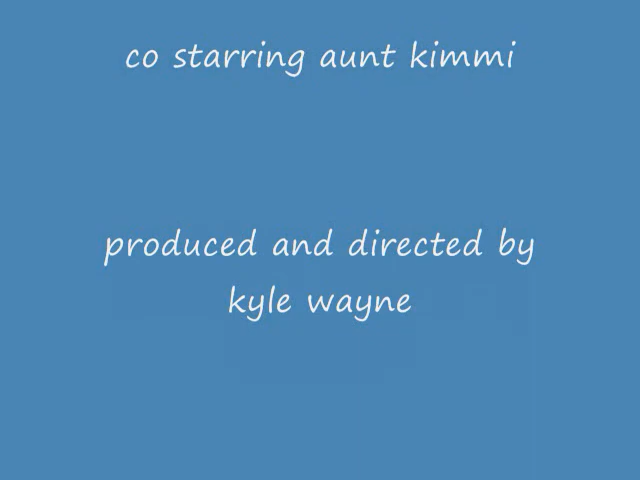 co starring aunt kimmi
produced and directed by
kyle wayne